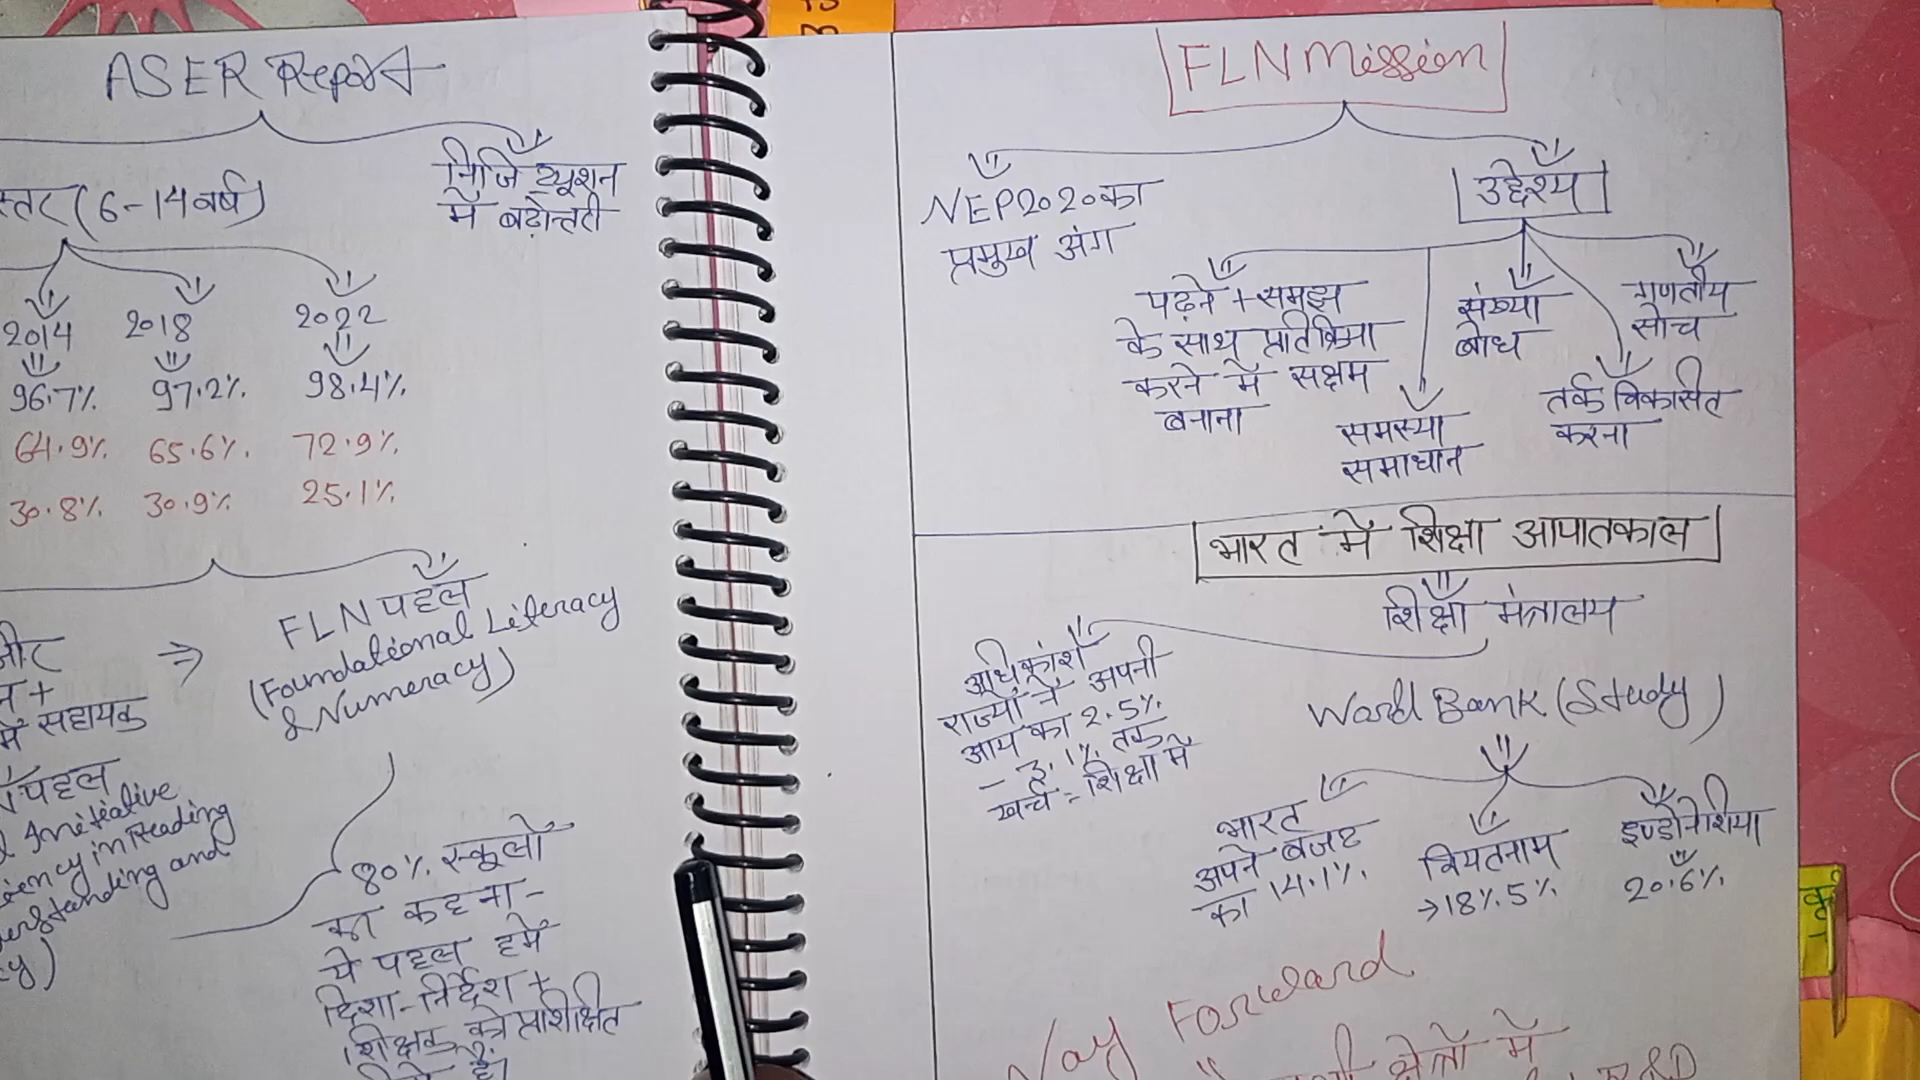 ASER Report
निजि ट्यूशन
में बढ़ोत्तरी
स्तर (6-14 वर्ष)
2014 2018 2022
96.7% 97.2% 98.4%
64.9% 65.6% 72.9%
30.8% 30.9% 25.1%
FLN पहल
(Foundational Literacy
& Numeracy)
में सहायक
पहल
Initiative
in Reading
and
80% स्कूलों
का कहना -
ये पहल हमें
दिशा-निर्देश +
शिक्षक को प्रशिक्षित
है।
FLN Mission
NEP 2020 का
प्रमुख अंग
उद्देश्य
पढ़ने + समझ
के साथ प्रतिक्रिया
करने में सक्षम
बनाना
समस्या
समाधान
संख्या
बोध
तर्क विकसित
करना
गणतीय
सोच
भारत में शिक्षा आपातकाल
शिक्षा मंत्रालय
अधिकांश
राज्यों ने अपनी
आय का 2.5%
- 3.1% तक
खर्च = शिक्षा में
World Bank (Study)
भारत
अपने बजट
का 14.1%
वियतनाम
→ 18%.5%
इण्डोनेशिया
20.6%
Way Forward
में
R&D